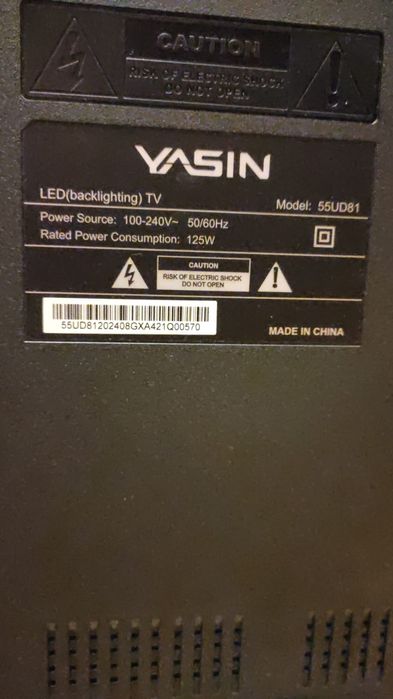 CAUTION
RISK OF ELECTRIC SHOCK
DO NOT OPEN
YASIN
LED(backlighting) TV
Model: 55UD81
Power Source: 100-240V~ 50/60Hz
Rated Power Consumption: 125W
CAUTION
RISK OF ELECTRIC SHOCK
DO NOT OPEN
55UD81202408GXA421Q00570
MADE IN CHINA